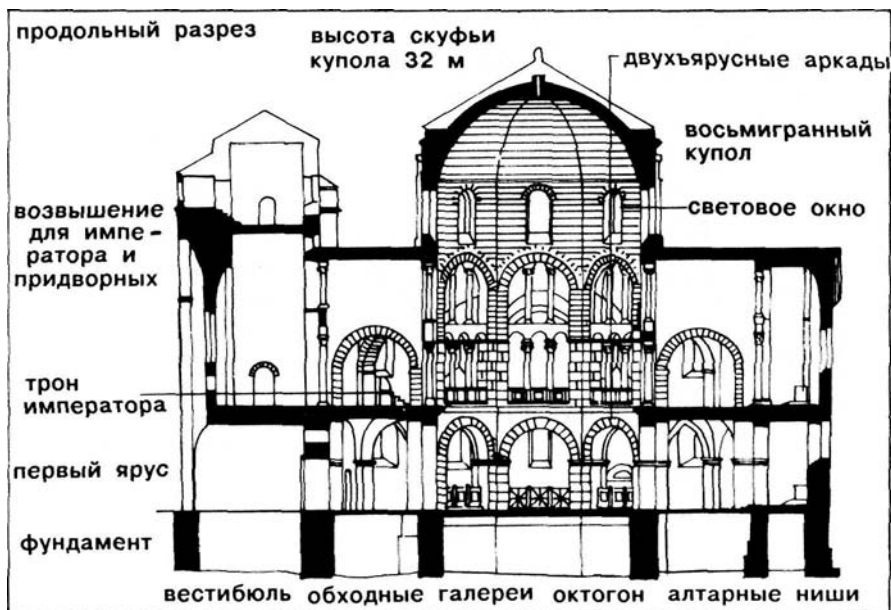 продольный разрез
высота скуфьи
купола 32 м
двухъярусные аркады
восьмигранный
купол
световое окно
возвышение
для импе-
ратора и
придворных
трон
императора
первый ярус
фундамент
вестибюль обходные галереи октогон алтарные ниши